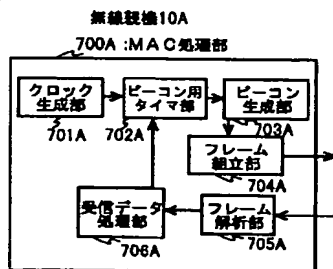 無線親機10A
700A :MAC処理部
クロック
生成部
701A
ビーコン用
タイマ部
702A
ビーコン
生成部
703A
フレーム
組立部
704A
受信データ
処理部
706A
フレーム
解析部
705A